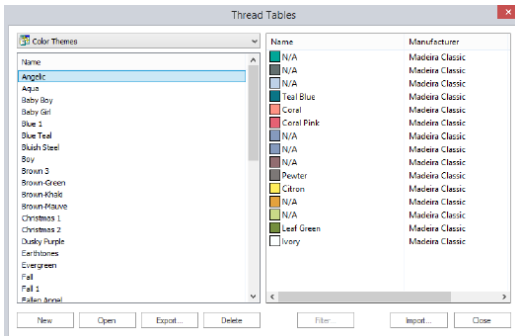 Thread Tables
Color Themes
Name
Angelic
Aqua
Baby Boy
Baby Girl
Blue 1
Blue Teal
Bluish Steel
Boy
Brown 3
Brown-Green
Brown-Khaki
Brown-Mauve
Christmas 1
Christmas 2
Dusky Purple
Earthtones
Evergreen
Fall
Fall 1
Fallen Angel
Name Manufacturer
N/A Madeira Classic
N/A Madeira Classic
N/A Madeira Classic
Teal Blue Madeira Classic
Coral Madeira Classic
Coral Pink Madeira Classic
N/A Madeira Classic
N/A Madeira Classic
N/A Madeira Classic
Pewter Madeira Classic
Citron Madeira Classic
N/A Madeira Classic
N/A Madeira Classic
Leaf Green Madeira Classic
Ivory Madeira Classic
New Open Export... Delete Filter Import... Close